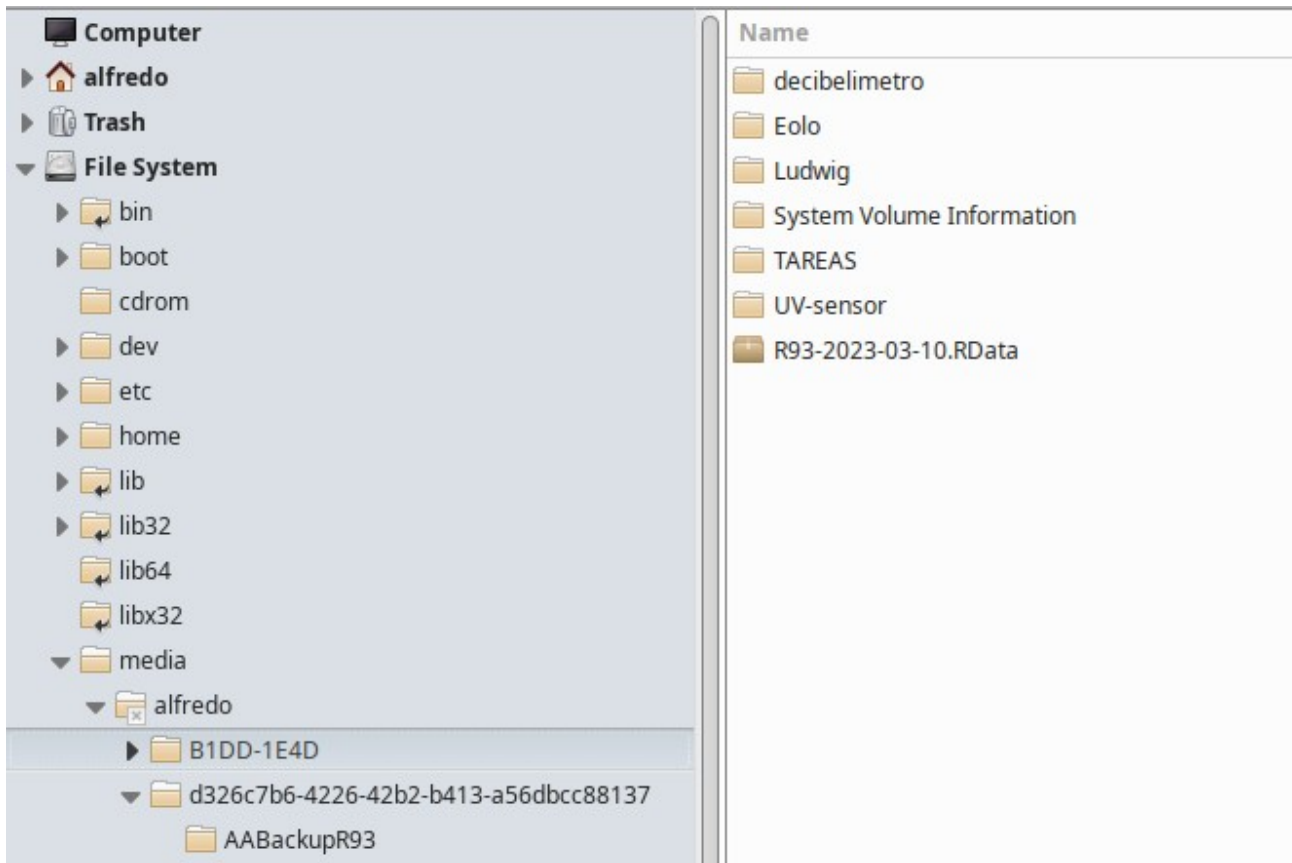 Computer
alfredo
Trash
File System
bin
boot
cdrom
dev
etc
home
lib
lib32
lib64
libx32
media
alfredo
B1DD-1E4D
d326c7b6-4226-42b2-b413-a56dbcc88137
AABackupR93
Name
decibelimetro
Eolo
Ludwig
System Volume Information
TAREAS
UV-sensor
R93-2023-03-10.RData